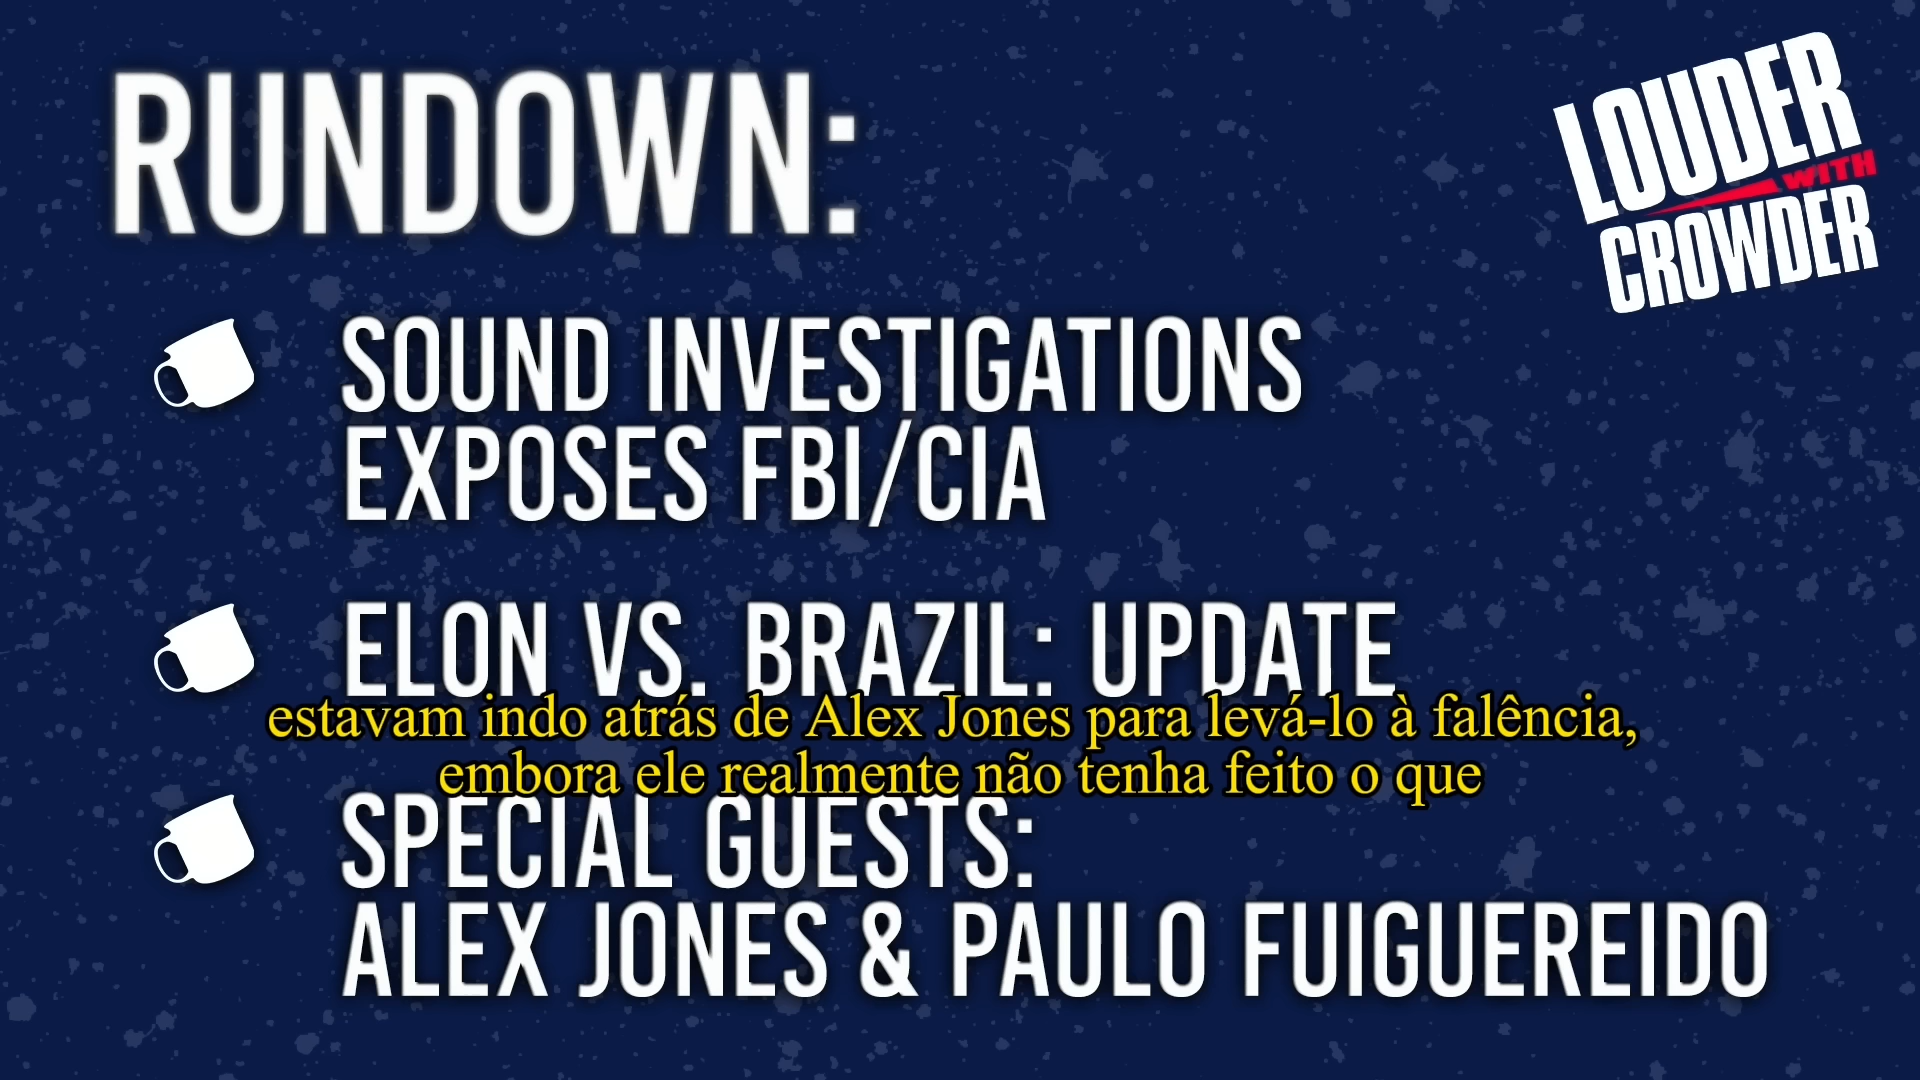 RUNDOWN:
LOUDER
WITH
CROWDER
SOUND INVESTIGATIONS
EXPOSES FBI/CIA
ELON VS. BRAZIL: UPDATE
estavam indo atrás de Alex Jones para levá-lo à falência,
embora ele realmente não tenha feito o que
SPECIAL GUESTS:
ALEX JONES & PAULO FUIGUEREIDO